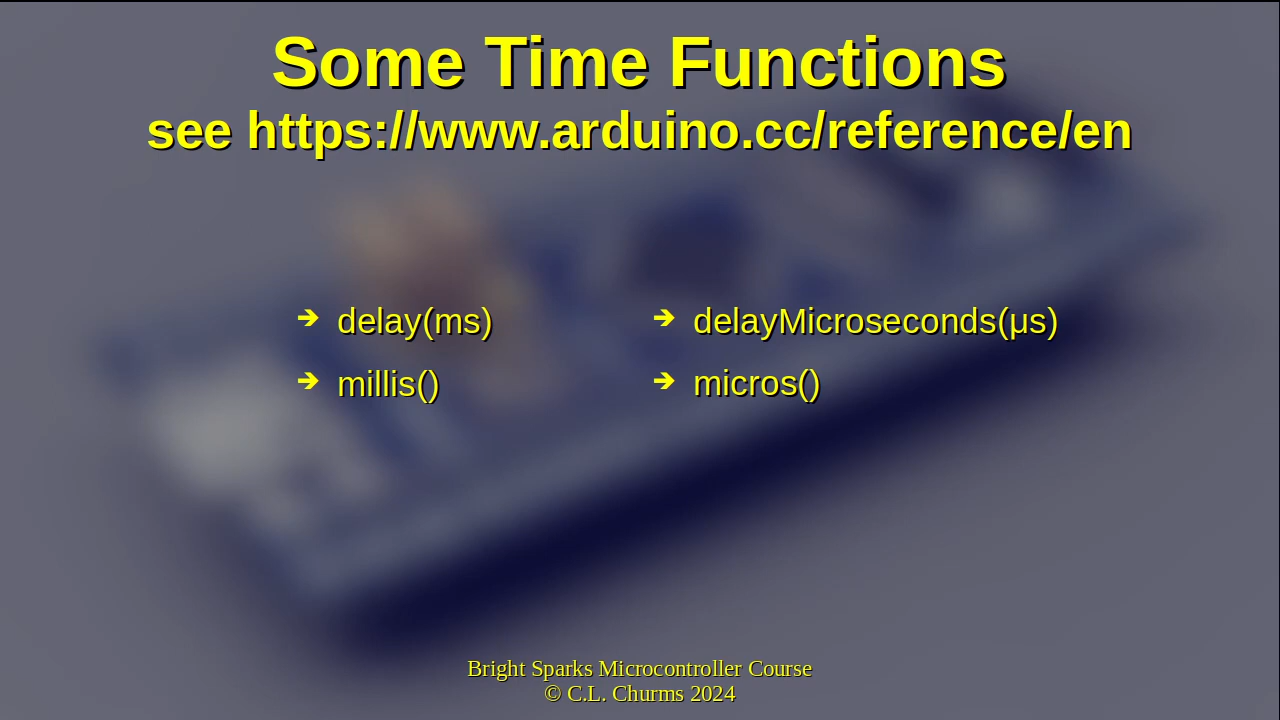 Some Time Functions
see https://www.arduino.cc/reference/en
➔ delay(ms)
➔ millis()
➔ delayMicroseconds(μs)
➔ micros()
Bright Sparks Microcontroller Course
© C.L. Churms 2024